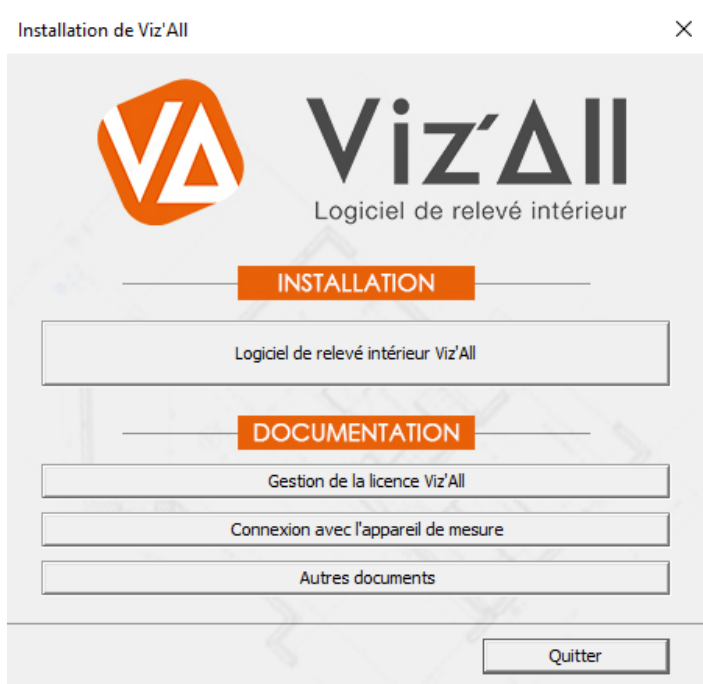 Installation de Viz'All
VA
Viz'All
Logiciel de relevé intérieur
INSTALLATION
Logiciel de relevé intérieur Viz'All
DOCUMENTATION
Gestion de la licence Viz'All
Connexion avec l'appareil de mesure
Autres documents
Quitter